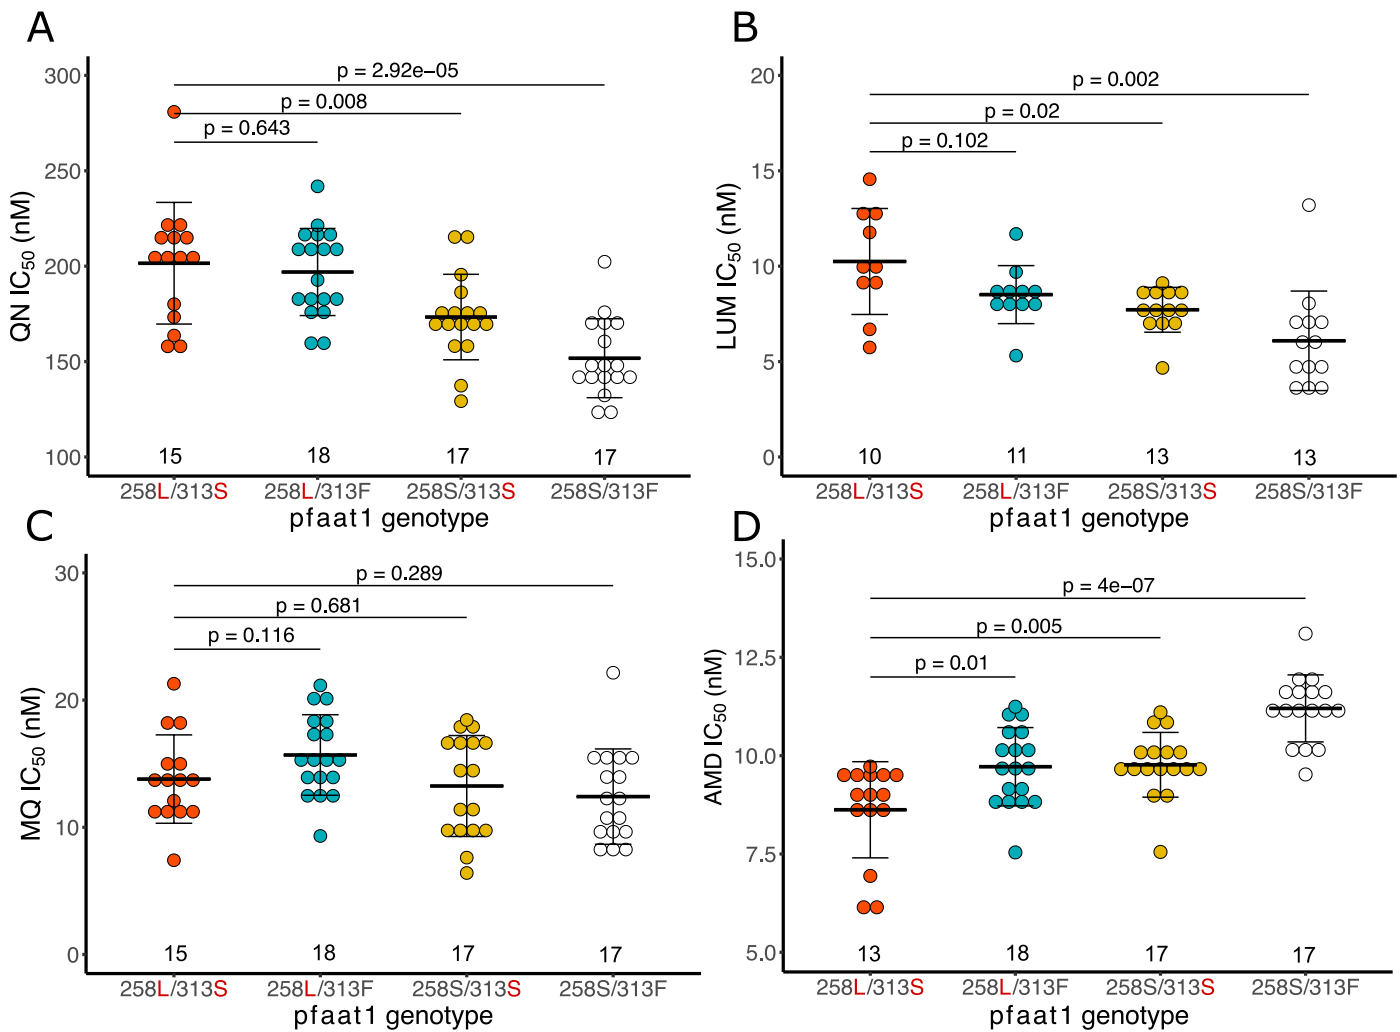 A
QN IC50 (nM)
300
250
200
150
100
p = 2.92e−05
p = 0.008
p = 0.643
15
18
17
17
258L/313S
258L/313F
258S/313S
258S/313F
pfaat1 genotype
B
LUM IC50 (nM)
20
15
10
5
0
p = 0.002
p = 0.02
p = 0.102
10
11
13
13
258L/313S
258L/313F
258S/313S
258S/313F
pfaat1 genotype
C
MQ IC50 (nM)
30
20
10
0
p = 0.289
p = 0.681
p = 0.116
15
18
17
17
258L/313S
258L/313F
258S/313S
258S/313F
pfaat1 genotype
D
AMD IC50 (nM)
15.0
12.5
10.0
7.5
5.0
p = 4e−07
p = 0.005
p = 0.01
13
18
17
17
258L/313S
258L/313F
258S/313S
258S/313F
pfaat1 genotype